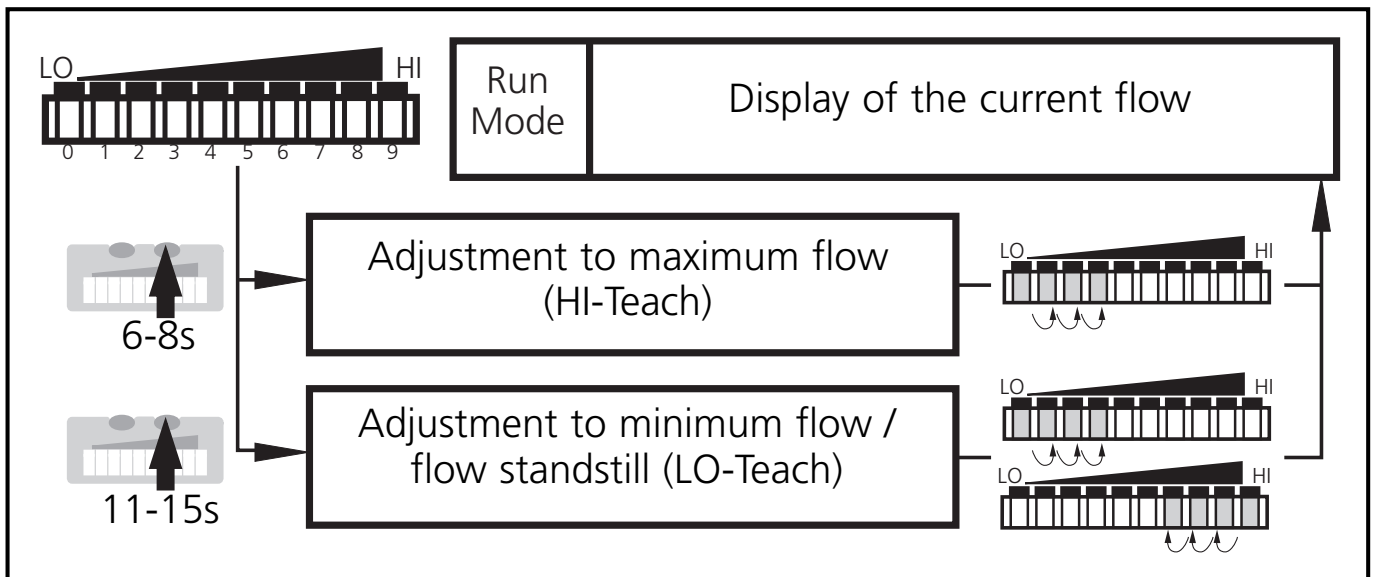 LO HI
0 1 2 3 4 5 6 7 8 9
Run
Mode
Display of the current flow
6-8s
Adjustment to maximum flow
(HI-Teach)
LO HI
11-15s
Adjustment to minimum flow /
flow standstill (LO-Teach)
LO HI
LO HI